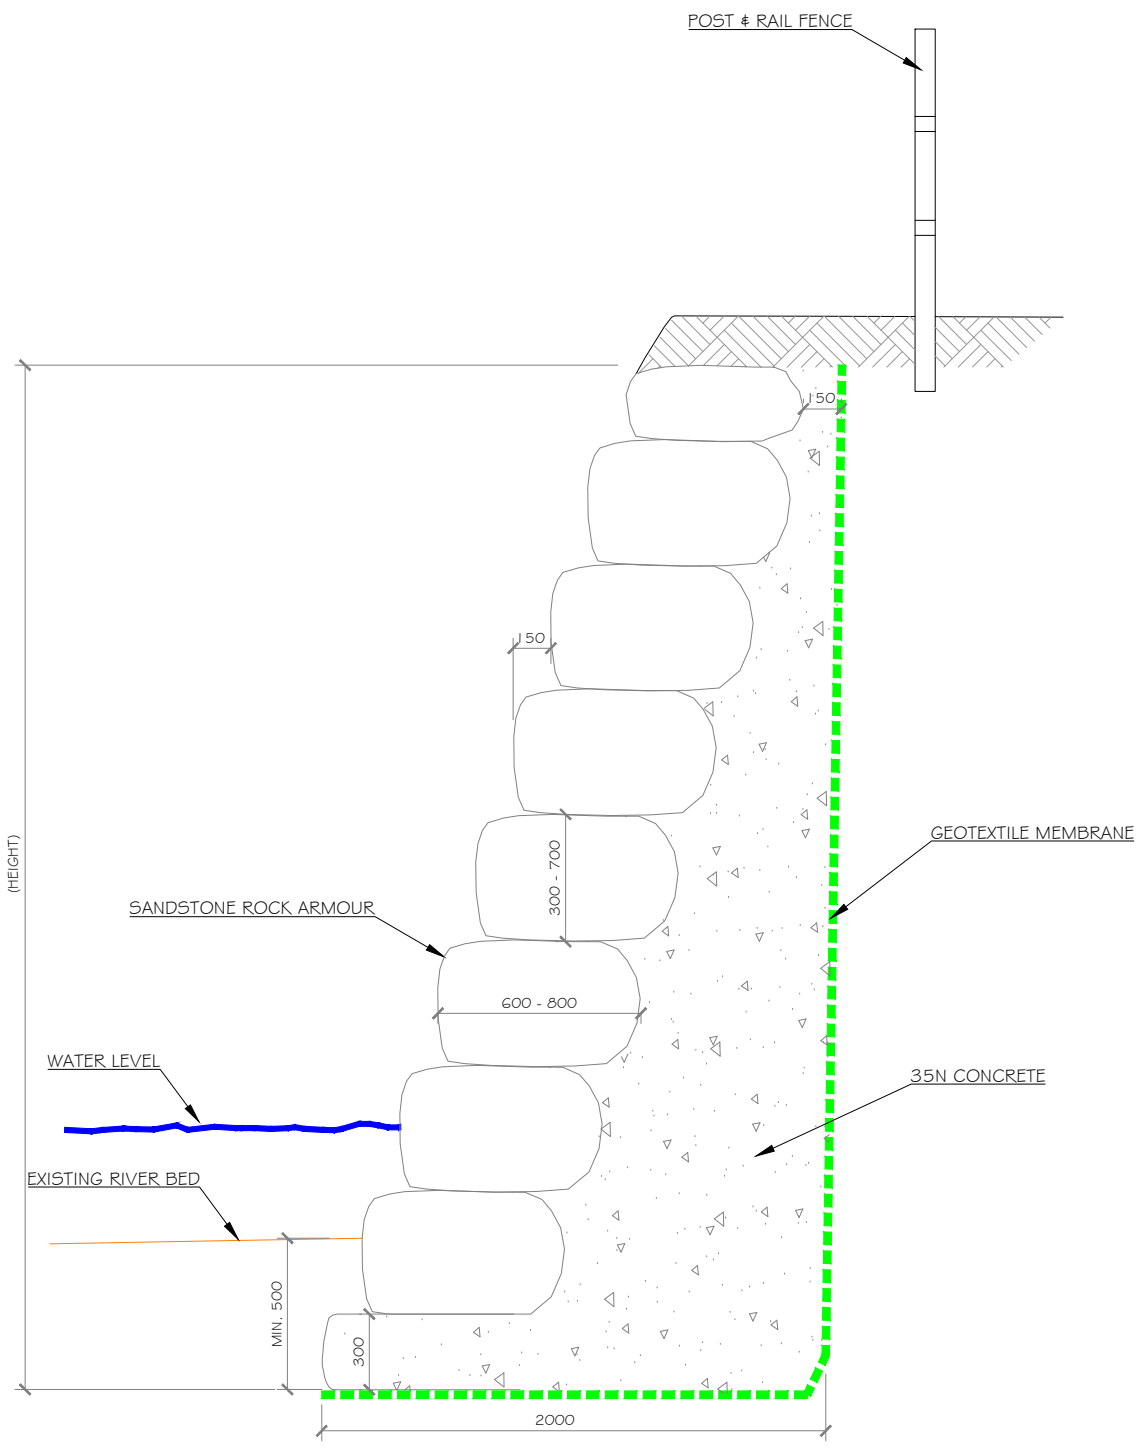 POST & RAIL FENCE
150
150
(HEIGHT)
300 - 700
GEOTEXTILE MEMBRANE
SANDSTONE ROCK ARMOUR
600 - 800
WATER LEVEL
35N CONCRETE
EXISTING RIVER BED
MIN. 500
300
2000